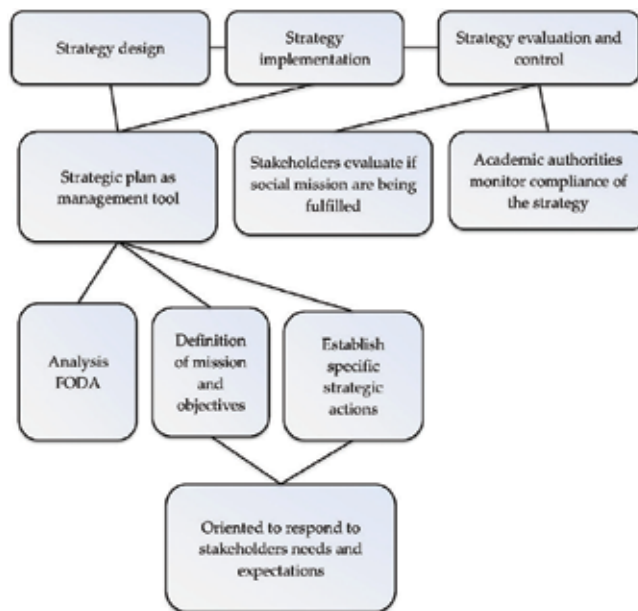 Strategy design
Strategy
implementation
Strategy evaluation and
control
Strategic plan as
management tool
Stakeholders evaluate if
social mission are being
fulfilled
Academic authorities
monitor compliance of
the strategy
Analysis
FODA
Definition
of mission
and
objectives
Establish
specific
strategic
actions
Oriented to respond to
stakeholders needs and
expectations